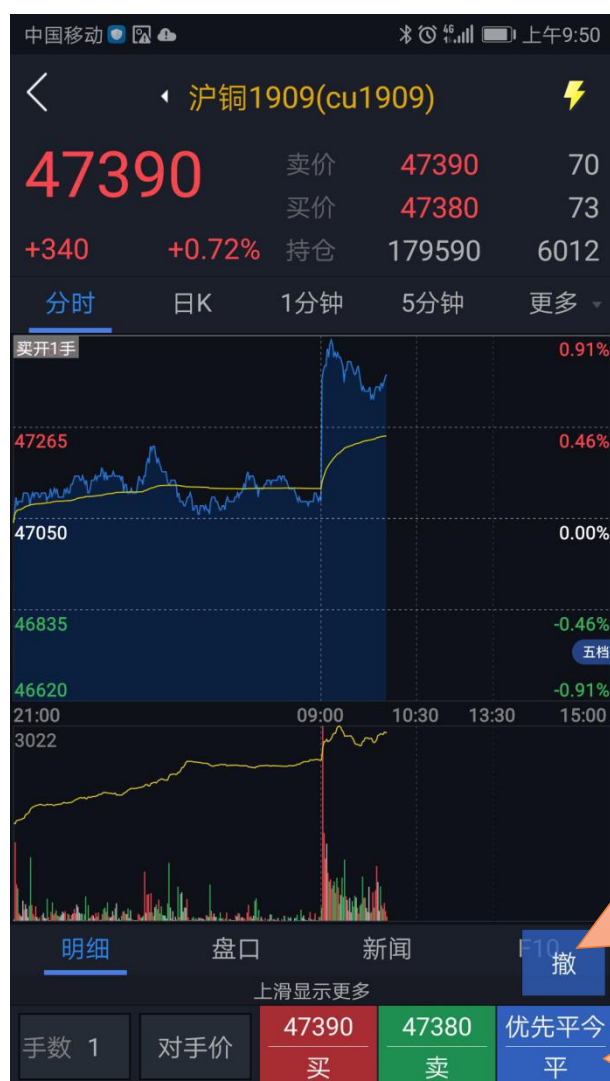 中国移动 46 上午9:50
沪铜1909(cu1909)
47390 卖价 47390 70
买价 47380 73
+340 +0.72% 持仓 179590 6012
分时 日K 1分钟 5分钟 更多
买开1手 0.91%
47265 0.46%
47050 0.00%
46835 -0.46%
五档
46620 -0.91%
21:00 09:00 10:30 13:30 15:00
3022
明细 盘口 新闻 F10
撤
上滑显示更多
手数 1 对手价 47390 47380 优先平今
买 卖 平